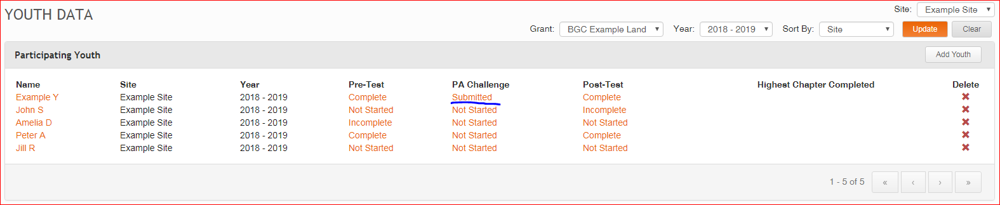 YOUTH DATA
Site: Example Site
Grant: BGC Example Land Year: 2018 - 2019 Sort By: Site Update Clear
Participating Youth Add Youth
Name Site Year Pre-Test PA Challenge Post-Test Highest Chapter Completed Delete
Example Y Example Site 2018 - 2019 Complete Submitted Complete
John S Example Site 2018 - 2019 Not Started Not Started Incomplete
Amelia D Example Site 2018 - 2019 Incomplete Not Started Not Started
Peter A Example Site 2018 - 2019 Complete Not Started Complete
Jill R Example Site 2018 - 2019 Not Started Not Started Not Started
1 - 5 of 5 « ‹ › »